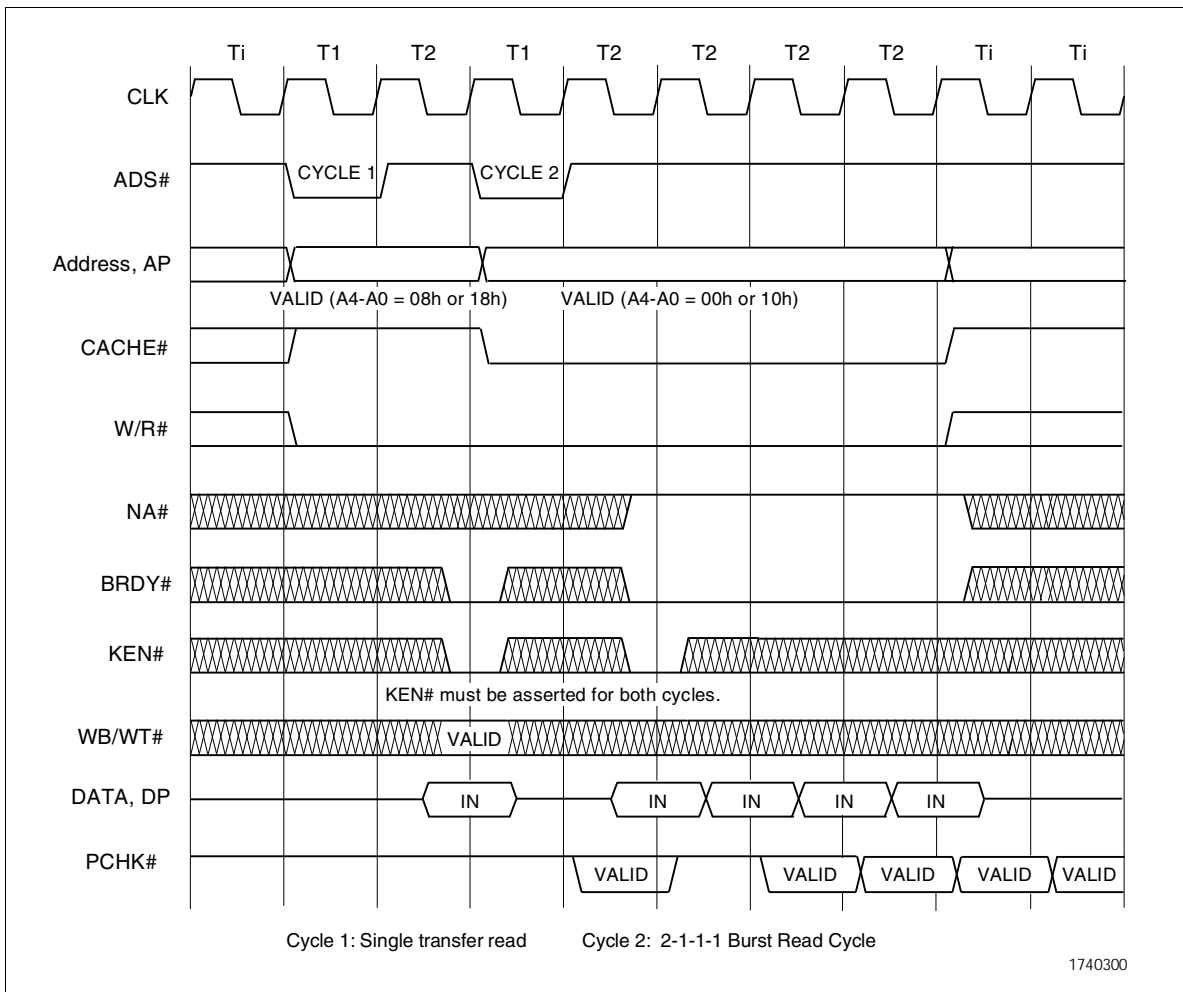 Ti T1 T2 T1 T2 T2 T2 T2 Ti Ti
CLK
ADS# CYCLE 1 CYCLE 2
Address, AP
VALID (A4-A0 = 08h or 18h) VALID (A4-A0 = 00h or 10h)
CACHE#
W/R#
NA#
BRDY#
KEN#
KEN# must be asserted for both cycles.
WB/WT# VALID
DATA, DP IN IN IN IN IN
PCHK# VALID VALID VALID VALID VALID
Cycle 1: Single transfer read Cycle 2: 2-1-1-1 Burst Read Cycle
1740300